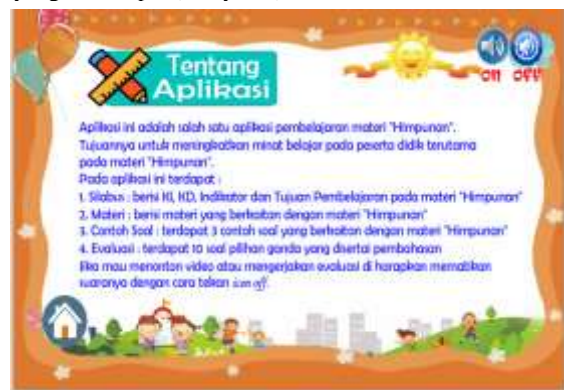 Tentang
Aplikasi
on off
Aplikasi ini adalah salah satu aplikasi pembelajaran materi "Himpunan".
Tujuannya untuk meningkatkan minat belajar pada peserta didik terutama
pada materi "Himpunan".
Pada aplikasi ini terdapat :
1. Silabus : berisi KI, KD, Indikator dan Tujuan Pembelajaran pada materi "Himpunan"
2. Materi : berisi materi yang berkaitan dengan materi "Himpunan"
3. Contoh Soal : terdapat 3 contoh soal yang berkaitan dengan materi "Himpunan"
4. Evaluasi : terdapat 10 soal pilihan ganda yang disertai pembahasan
Jika mau menonton video atau mengerjakan evaluasi di harapkan mematikan
suaranya dengan cara tekan icon off.